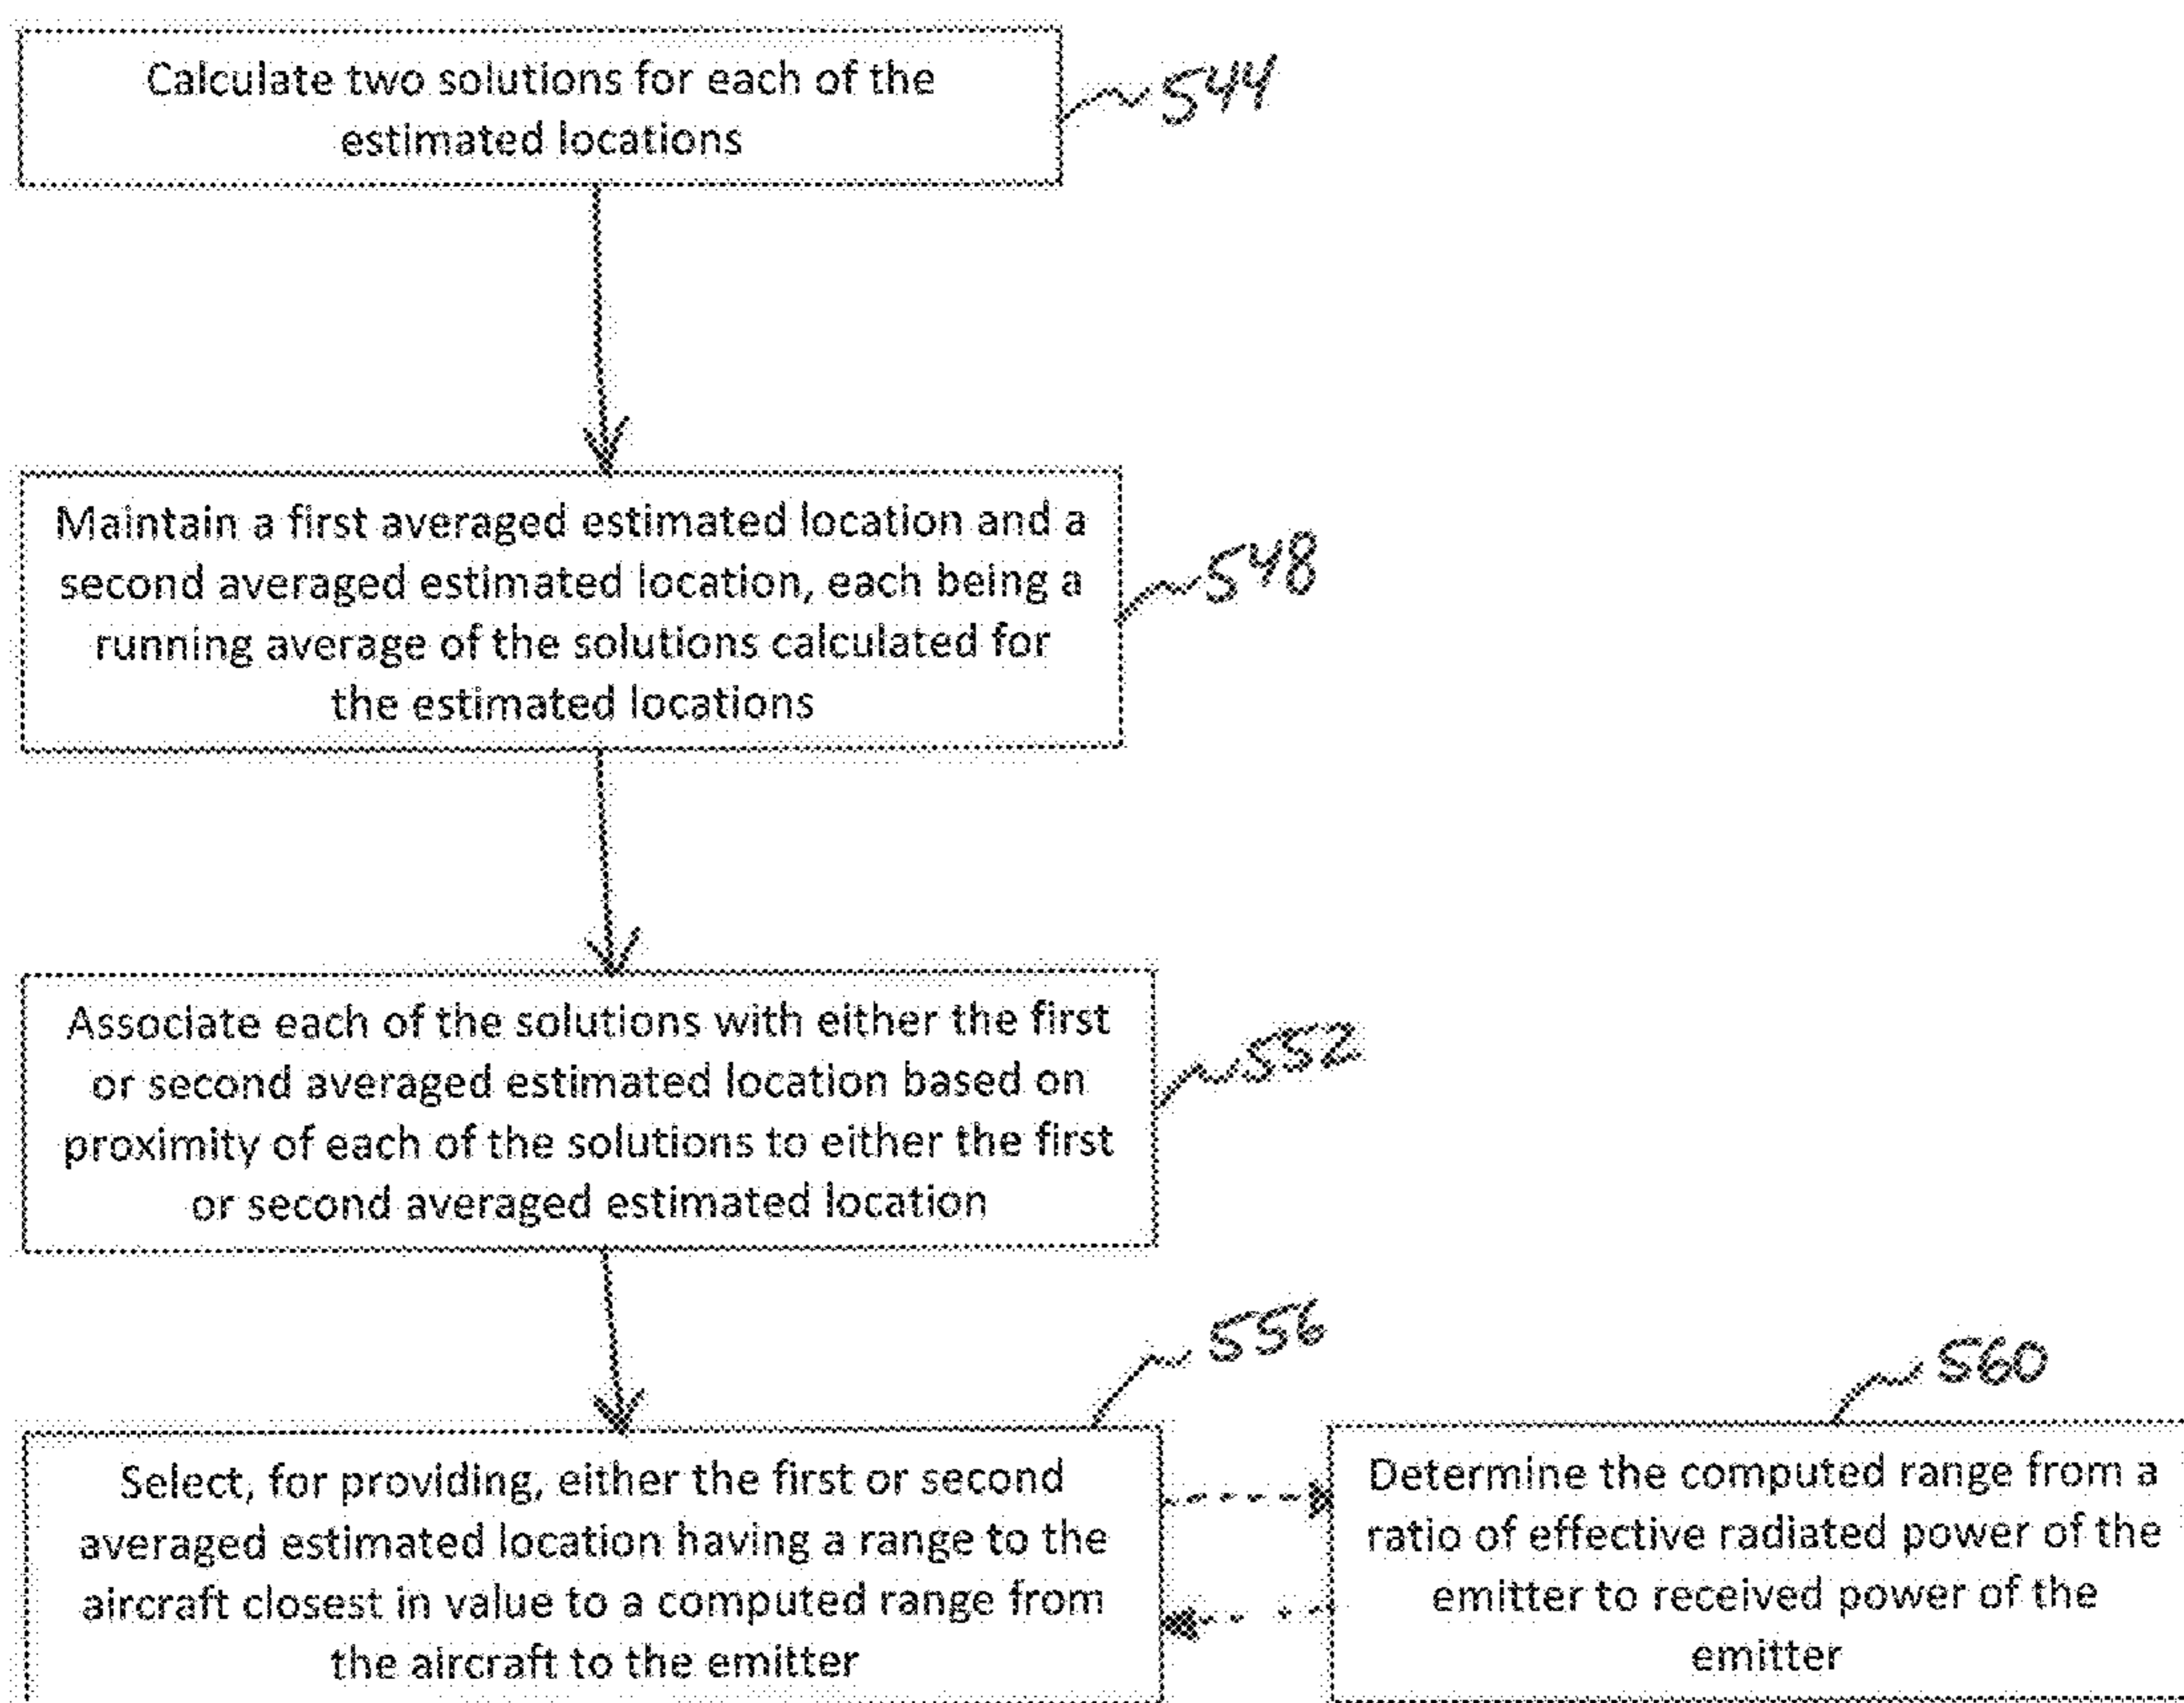 Calculate two solutions for each of the
estimated locations
544
Maintain a first averaged estimated location and a
second averaged estimated location, each being a
running average of the solutions calculated for
the estimated locations
548
Associate each of the solutions with either the first
or second averaged estimated location based on
proximity of each of the solutions to either the first
or second averaged estimated location
552
556
Select, for providing, either the first or second
averaged estimated location having a range to the
aircraft closest in value to a computed range from
the aircraft to the emitter
560
Determine the computed range from a
ratio of effective radiated power of the
emitter to received power of the
emitter